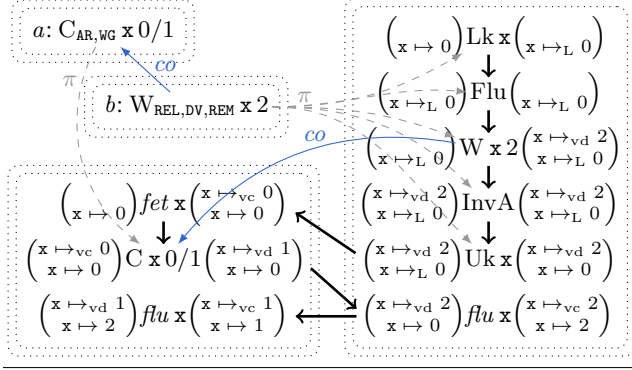 a: C_AR,WG x 0/1
π
co
b: W_REL,DV,REM x 2
π
co
( x ↦ 0 ) Lk x ( x ↦_L 0 )
( x ↦_L 0 ) Flu ( x ↦_L 0 )
( x ↦_L 0 ) W x 2 ( x ↦_vd 2 x ↦_L 0 )
( x ↦_vd 2 x ↦_L 0 ) InvA ( x ↦_vd 2 x ↦_L 0 )
( x ↦_vd 2 x ↦_L 0 ) Uk x ( x ↦_vd 2 x ↦ 0 )
( x ↦_vd 2 x ↦ 0 ) flu x ( x ↦_vc 2 x ↦ 2 )
( x ↦ 0 ) fet x ( x ↦_vc 0 x ↦ 0 )
( x ↦_vc 0 x ↦ 0 ) C x 0/1 ( x ↦_vd 1 x ↦ 0 )
( x ↦_vd 1 x ↦ 2 ) flu x ( x ↦_vc 1 x ↦ 1 )